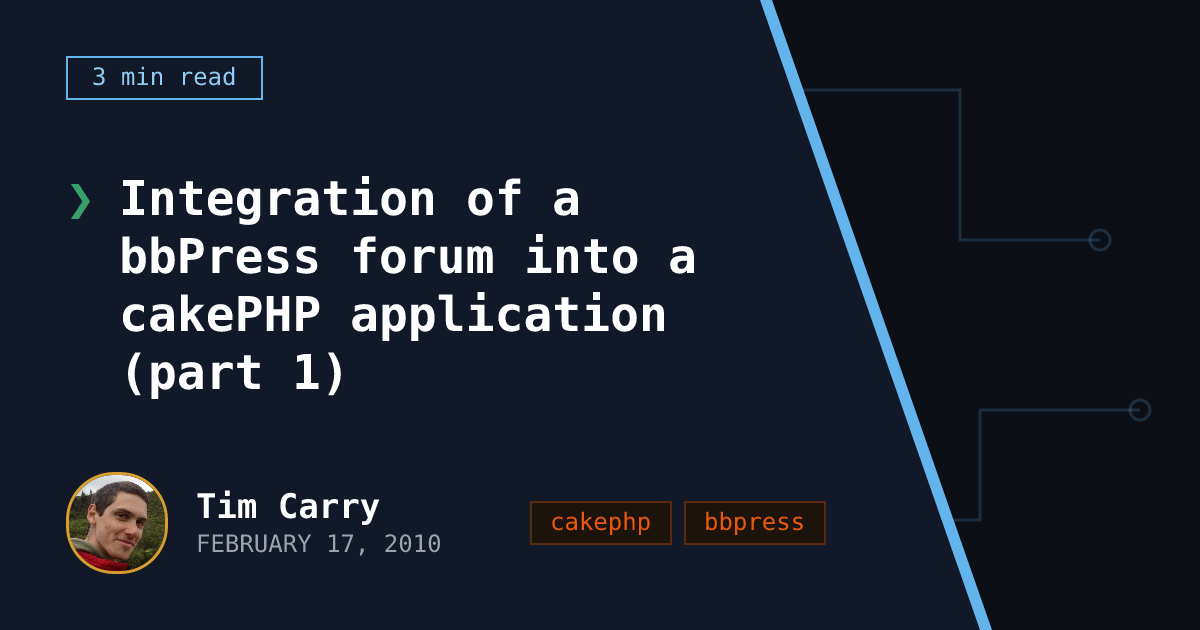 3 min read
❯ Integration of a
bbPress forum into a
cakePHP application
(part 1)
Tim Carry
FEBRUARY 17, 2010
cakephp
bbpress